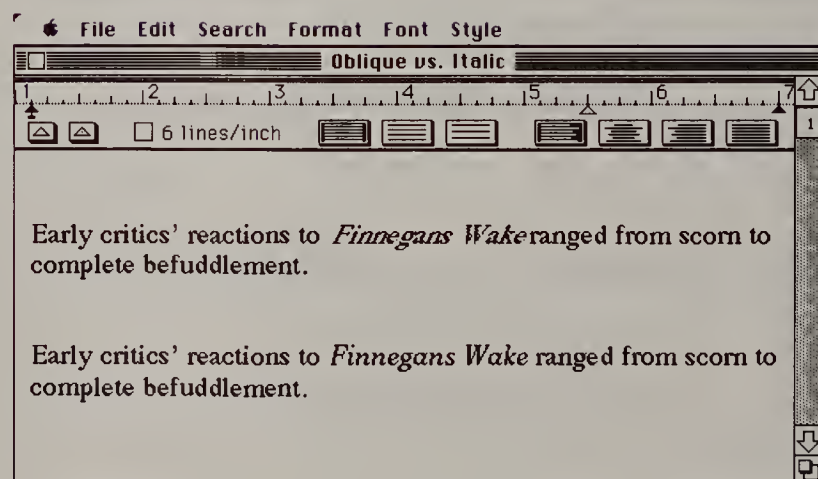 File Edit Search Format Font Style
Oblique vs. Italic
1 2 3 4 5 6 7
6 lines/inch
1
Early critics' reactions to Finnegans Wake ranged from scorn to
complete befuddlement.
Early critics' reactions to Finnegans Wake ranged from scorn to
complete befuddlement.